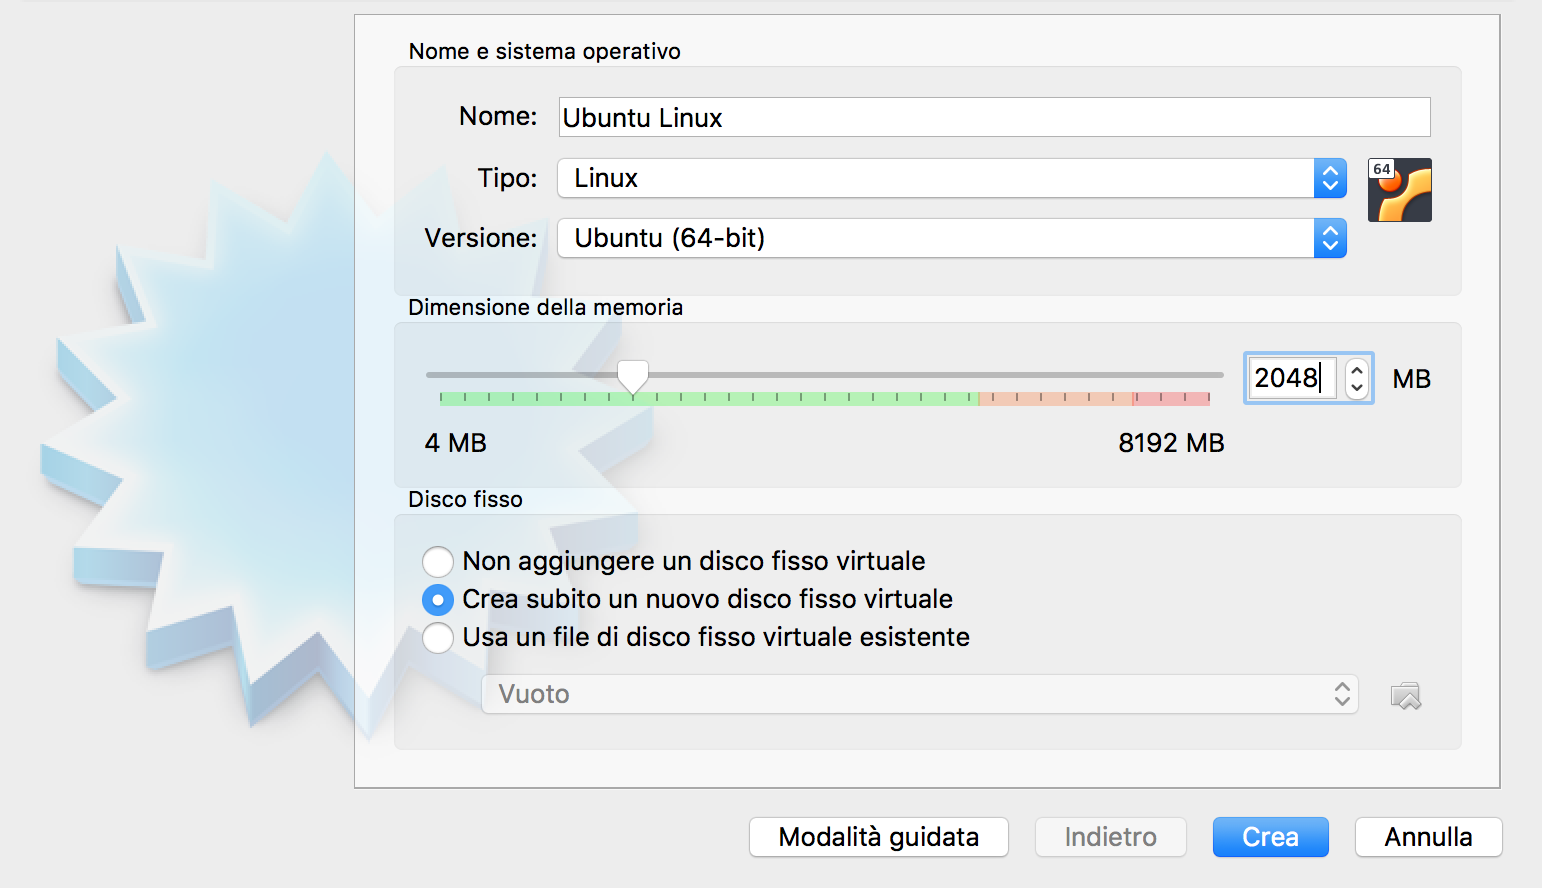 Nome e sistema operativo
Nome: Ubuntu Linux
Tipo: Linux
64
Versione: Ubuntu (64-bit)
Dimensione della memoria
2048 MB
4 MB 8192 MB
Disco fisso
Non aggiungere un disco fisso virtuale
Crea subito un nuovo disco fisso virtuale
Usa un file di disco fisso virtuale esistente
Vuoto
Modalità guidata Indietro Crea Annulla